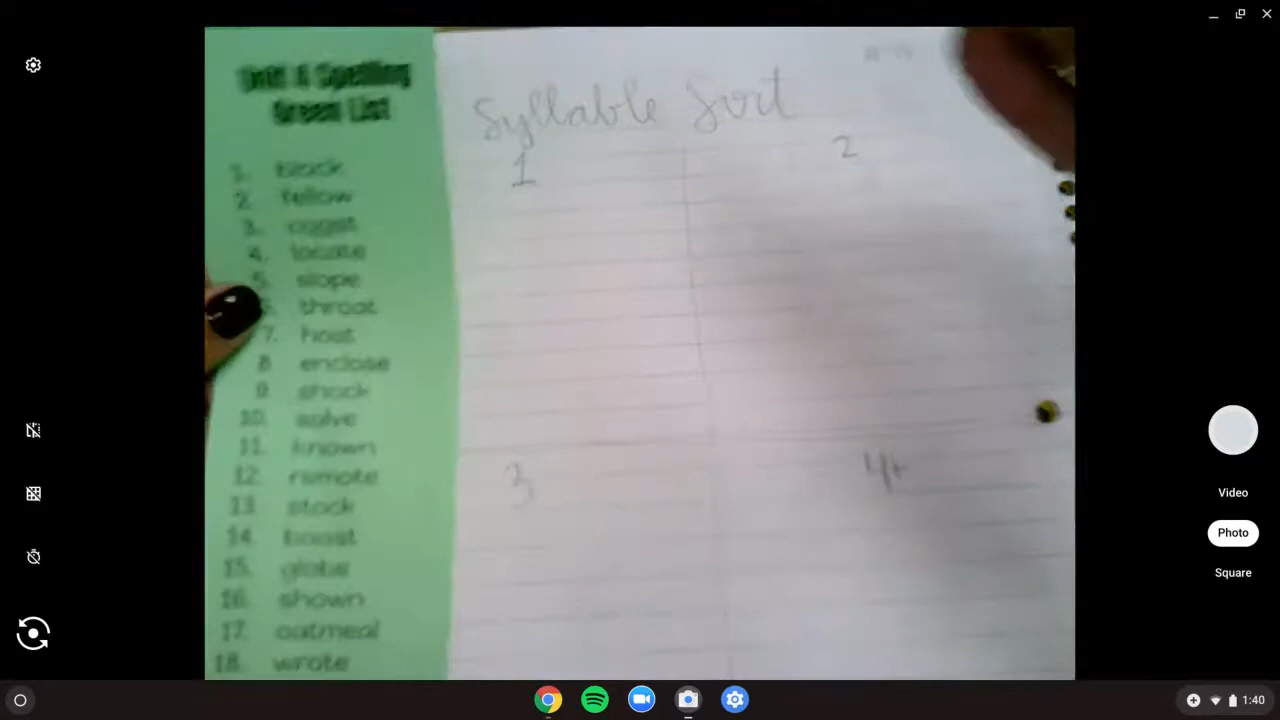 Unit 4 Spelling
Green List
1. block
2. fellow
3. coast
4. locate
5. slope
6. throat
7. host
8 enclose
9 shock
10. solve
11. known
12. remote
13 stock
14. boast
15. globe
16. shown
17. oatmeal
18. wrote
Syllable Sort
1
2
3
4+
Video
Photo
Square
1:40